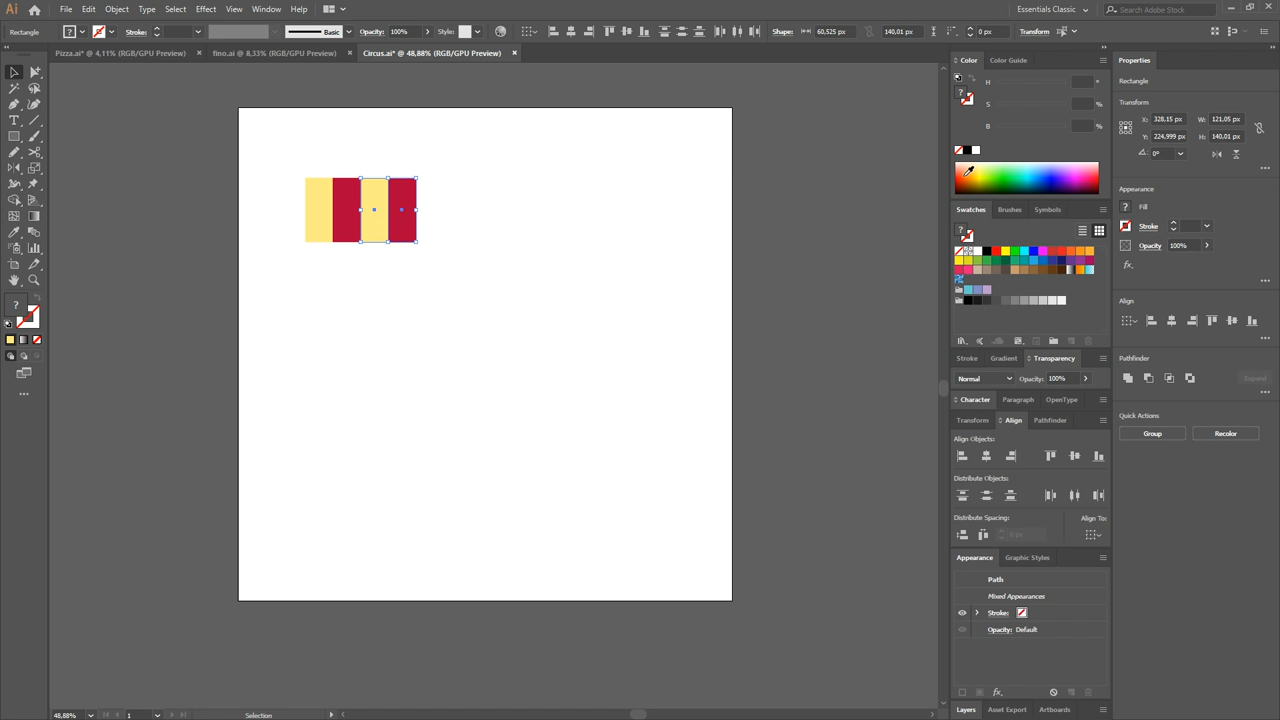 Ai
File Edit Object Type Select Effect View Window Help
Essentials Classic
Search Adobe Stock
Rectangle
Stroke:
Basic
Opacity: 100%
Style:
Shape:
60,525 px
140,01 px
0 px
Transform
Pizza.ai* @ 4,11% (RGB/GPU Preview)
fino.ai @ 8,33% (RGB/GPU Preview)
Circus.ai* @ 48,88% (RGB/GPU Preview)
Color
Color Guide
H
°
S
%
B
%
Swatches
Brushes
Symbols
Stroke
Gradient
Transparency
Normal
Opacity: 100%
Character
Paragraph
OpenType
Transform
Align
Pathfinder
Align Objects:
Distribute Objects:
Distribute Spacing:
Align To:
0 px
Appearance
Graphic Styles
Path
Mixed Appearances
Stroke:
Opacity: Default
Layers
Asset Export
Artboards
Properties
Rectangle
Transform
X: 328,15 px
W: 121,05 px
Y: 224,999 px
H: 140,01 px
0°
Appearance
Fill
Stroke
Opacity 100%
fx
Align
Pathfinder
Expand
Quick Actions
Group
Recolor
48,88%
1
Selection